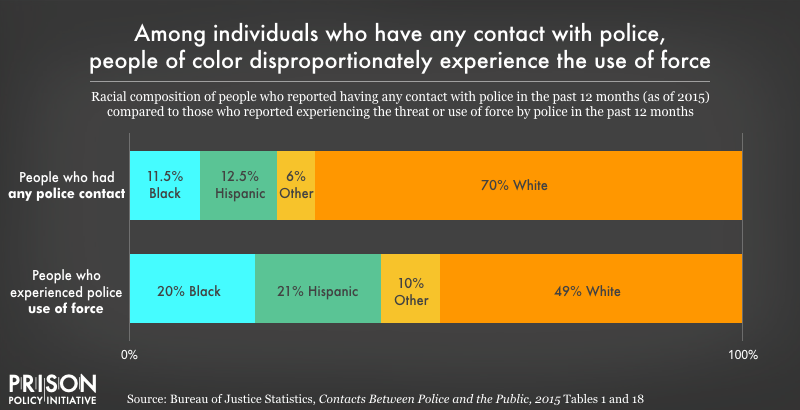 Among individuals who have any contact with police,
people of color disproportionately experience the use of force
Racial composition of people who reported having any contact with police in the past 12 months (as of 2015)
compared to those who reported experiencing the threat or use of force by police in the past 12 months
People who had
any police contact
11.5%
Black
12.5%
Hispanic
6%
Other
70% White
People who
experienced police
use of force
20% Black
21% Hispanic
10%
Other
49% White
0%
100%
PRISON
POLICY INITIATIVE
Source: Bureau of Justice Statistics, Contacts Between Police and the Public, 2015 Tables 1 and 18